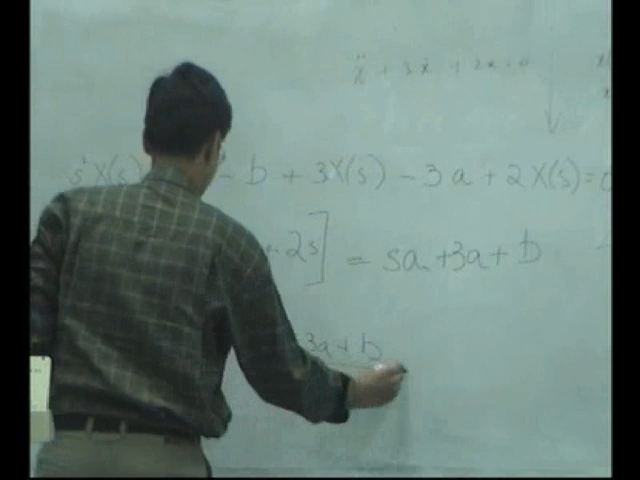 ẍ + 3ẋ + 2x = 0
s²X(s) - b + 3X(s) - 3a + 2X(s) = 0
+ 2s] = sa + 3a + b
3a + b